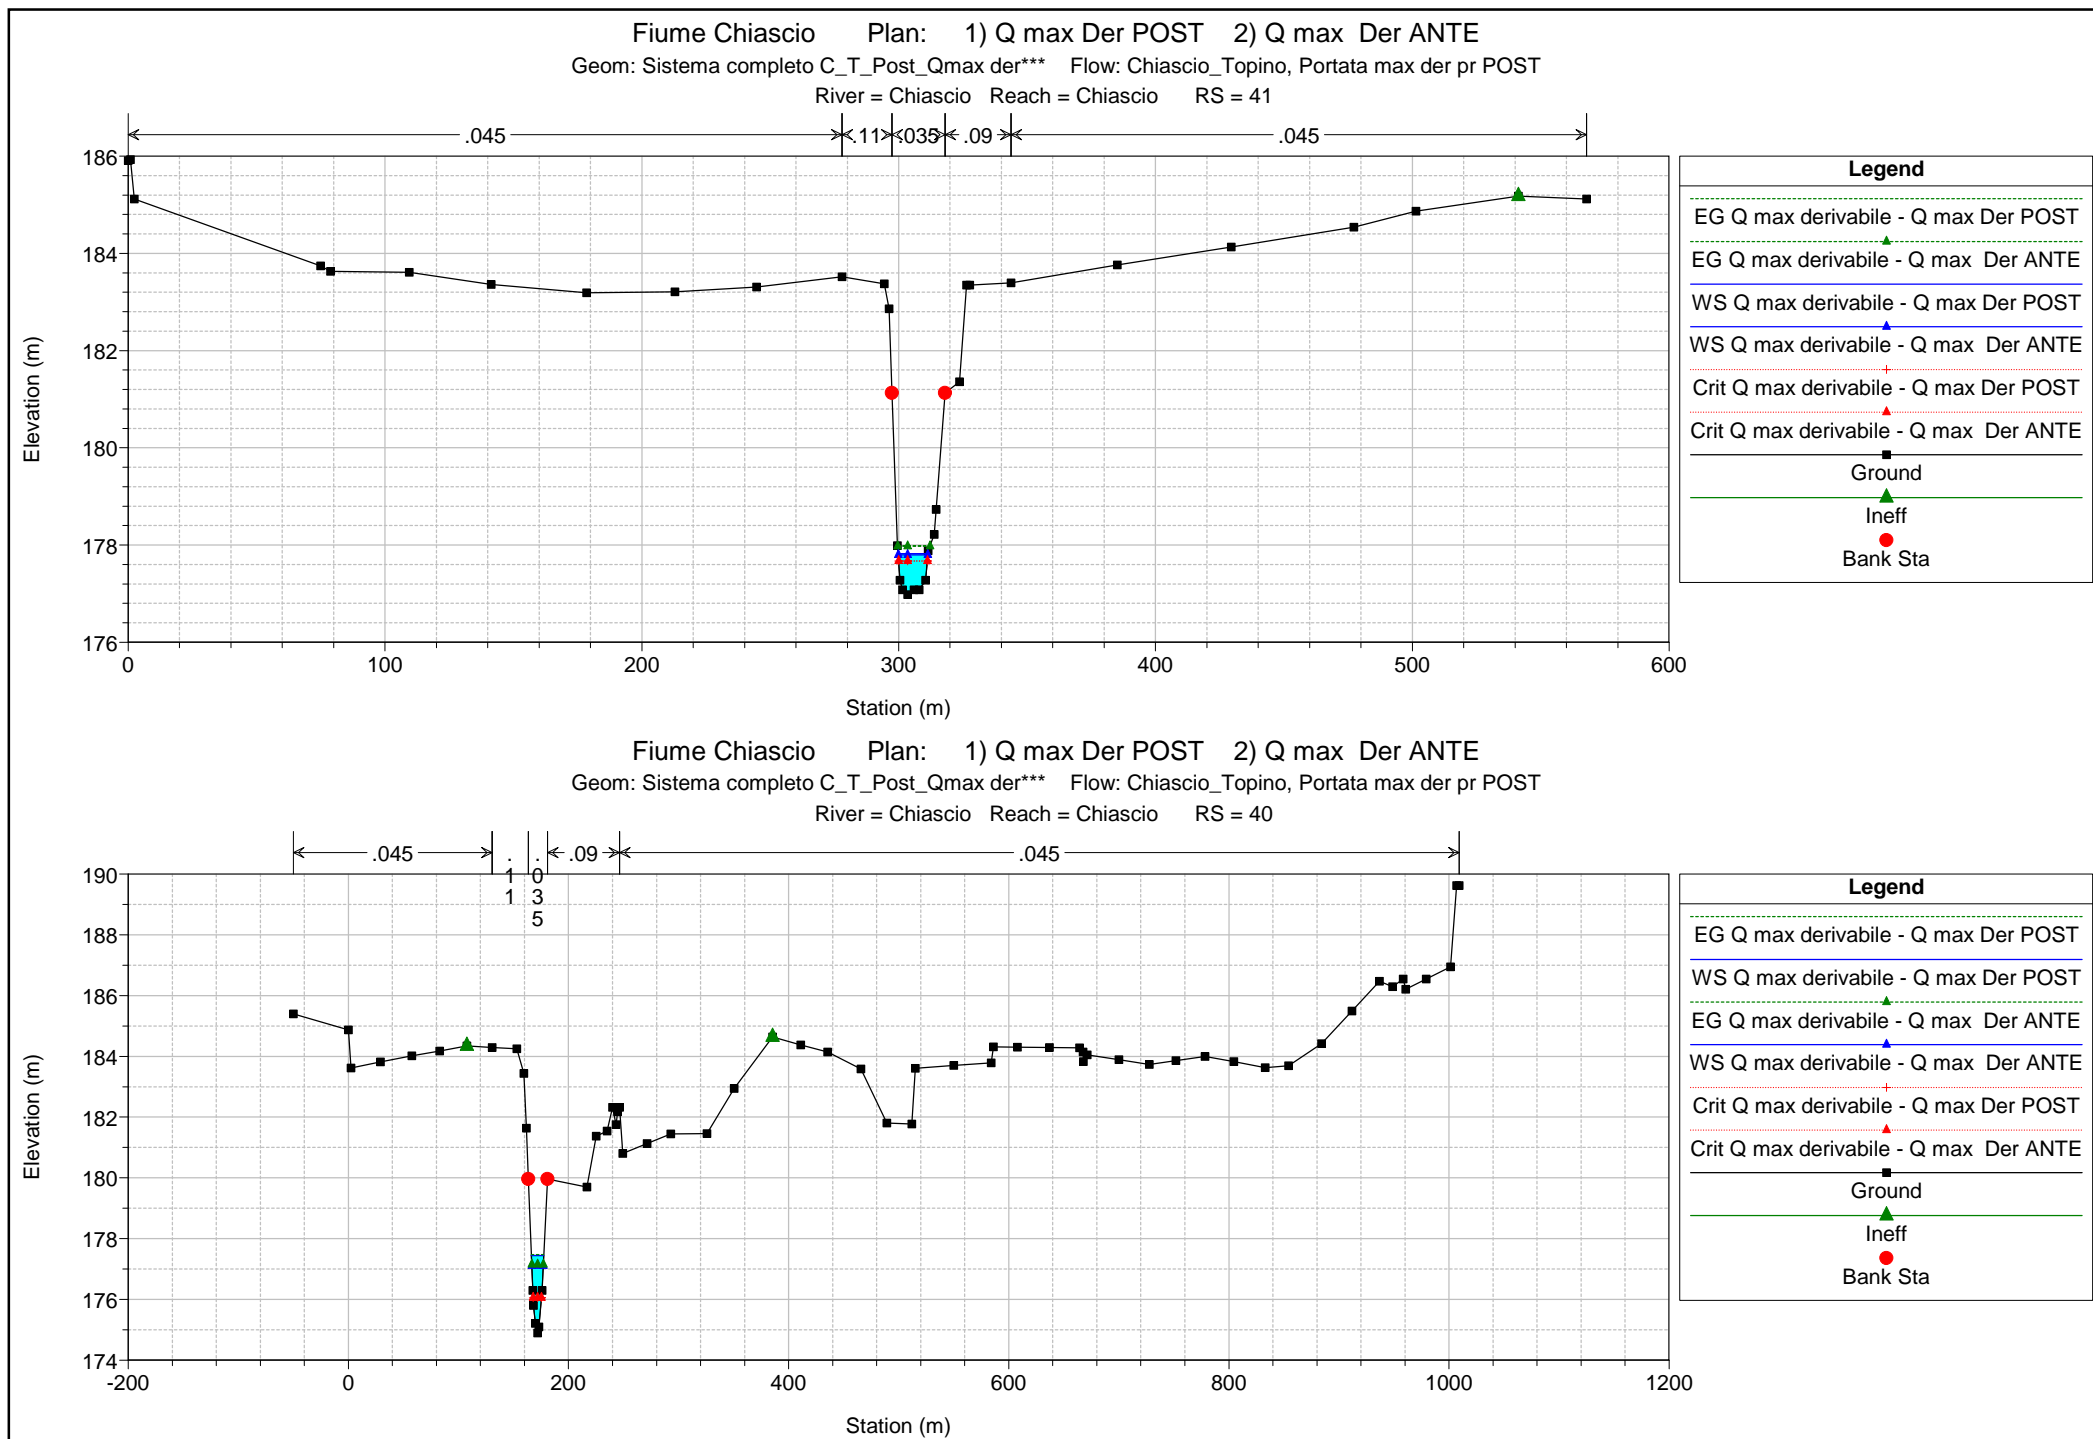 Fiume Chiascio Plan: 1) Q max Der POST 2) Q max Der ANTE
Geom: Sistema completo C_T_Post_Qmax der*** Flow: Chiascio_Topino, Portata max der pr POST
River = Chiascio Reach = Chiascio RS = 41
.045 .11 .035 .09 .045
186
184
182
180
178
176
Elevation (m)
0 100 200 300 400 500 600
Station (m)
Legend
EG Q max derivabile - Q max Der POST
EG Q max derivabile - Q max Der ANTE
WS Q max derivabile - Q max Der POST
WS Q max derivabile - Q max Der ANTE
Crit Q max derivabile - Q max Der POST
Crit Q max derivabile - Q max Der ANTE
Ground
Ineff
Bank Sta
Fiume Chiascio Plan: 1) Q max Der POST 2) Q max Der ANTE
Geom: Sistema completo C_T_Post_Qmax der*** Flow: Chiascio_Topino, Portata max der pr POST
River = Chiascio Reach = Chiascio RS = 40
.045 .11 .035 .09 .045
190
188
186
184
182
180
178
176
174
Elevation (m)
-200 0 200 400 600 800 1000 1200
Station (m)
Legend
EG Q max derivabile - Q max Der POST
WS Q max derivabile - Q max Der POST
EG Q max derivabile - Q max Der ANTE
WS Q max derivabile - Q max Der ANTE
Crit Q max derivabile - Q max Der POST
Crit Q max derivabile - Q max Der ANTE
Ground
Ineff
Bank Sta